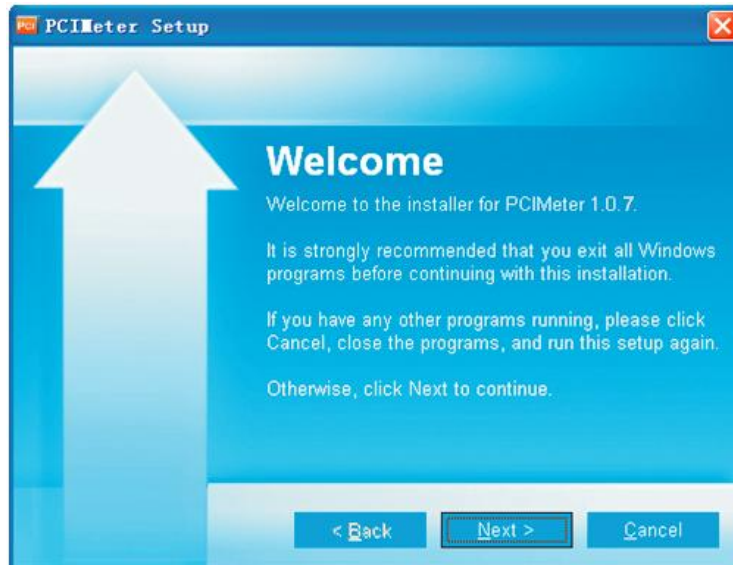 PCI PCIMeter Setup
Welcome
Welcome to the installer for PCIMeter 1.0.7.
It is strongly recommended that you exit all Windows
programs before continuing with this installation.
If you have any other programs running, please click
Cancel, close the programs, and run this setup again.
Otherwise, click Next to continue.
< Back Next > Cancel